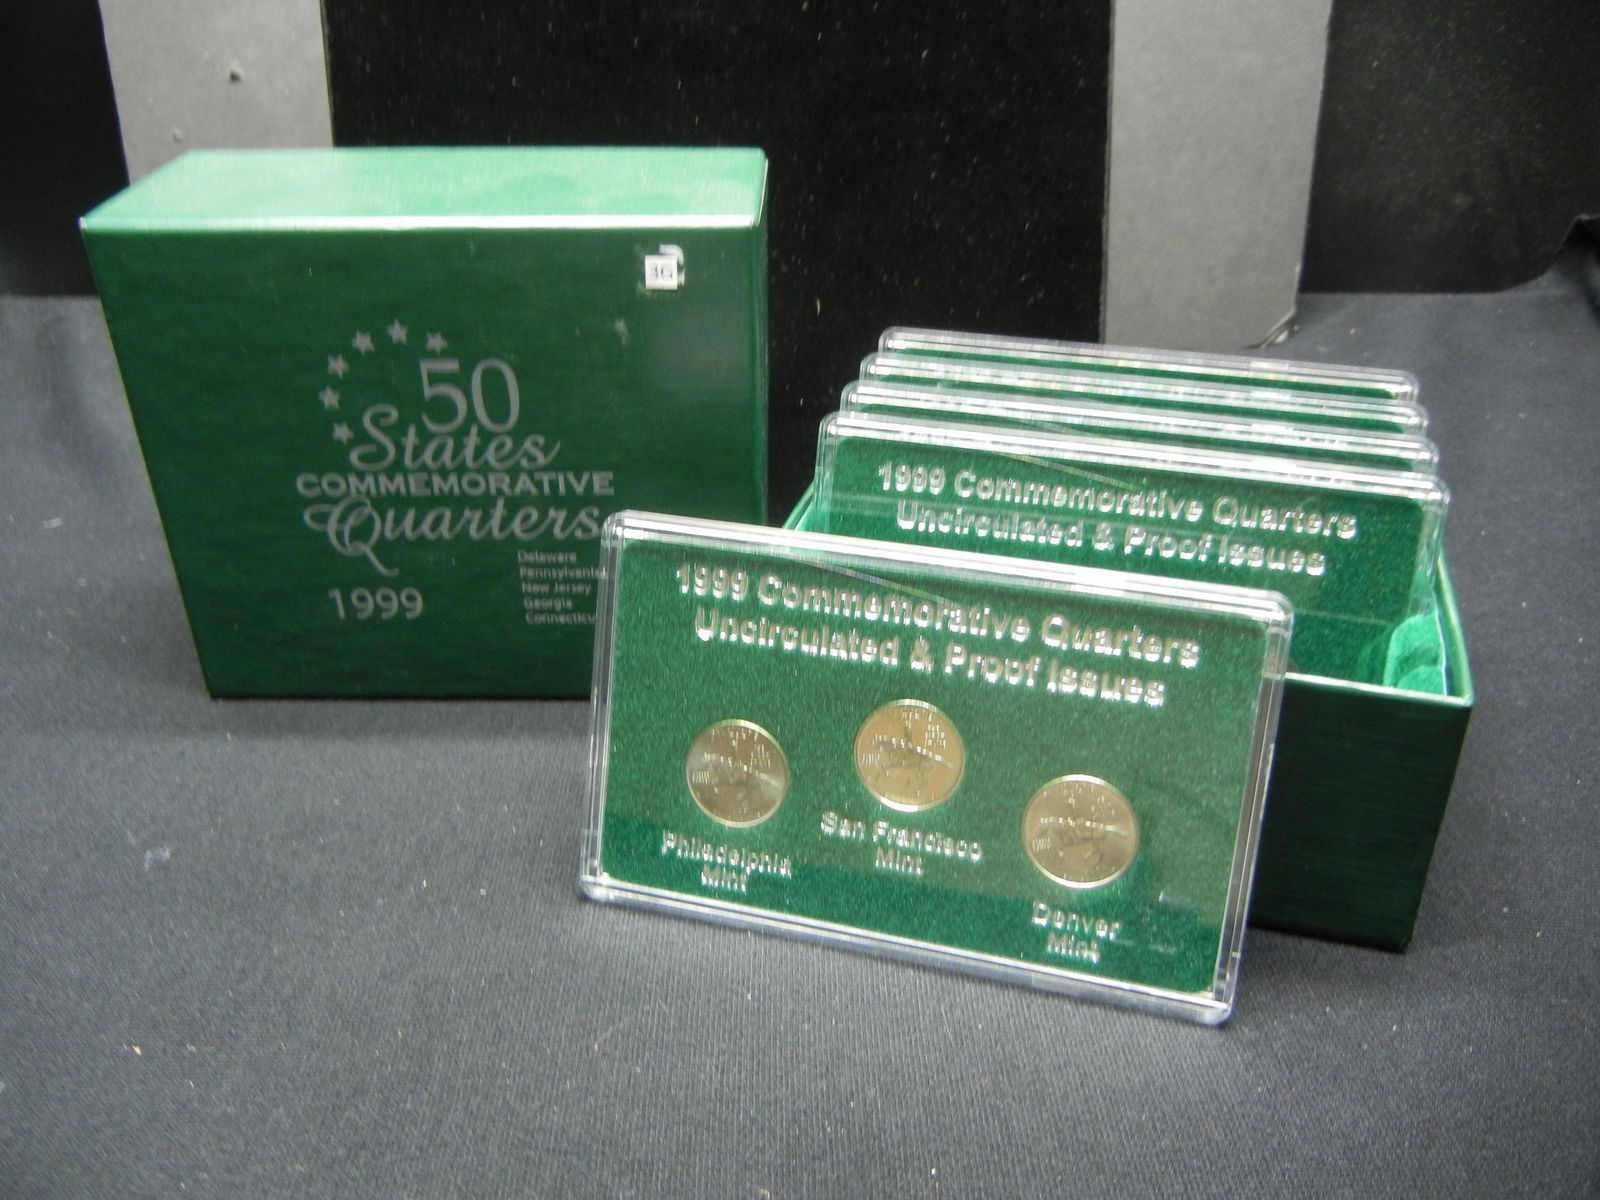 50
States
COMMEMORATIVE
Quarters
1999
Delaware
Pennsylvania
New Jersey
Georgia
Connecticu
1999 Commemorative Quarters
Uncirculated & Proof Issues
1999 Commemorative Quarters
Uncirculated & Proof Issues
Philadelphia
Mint
San Francisco
Mint
Denver
Mint